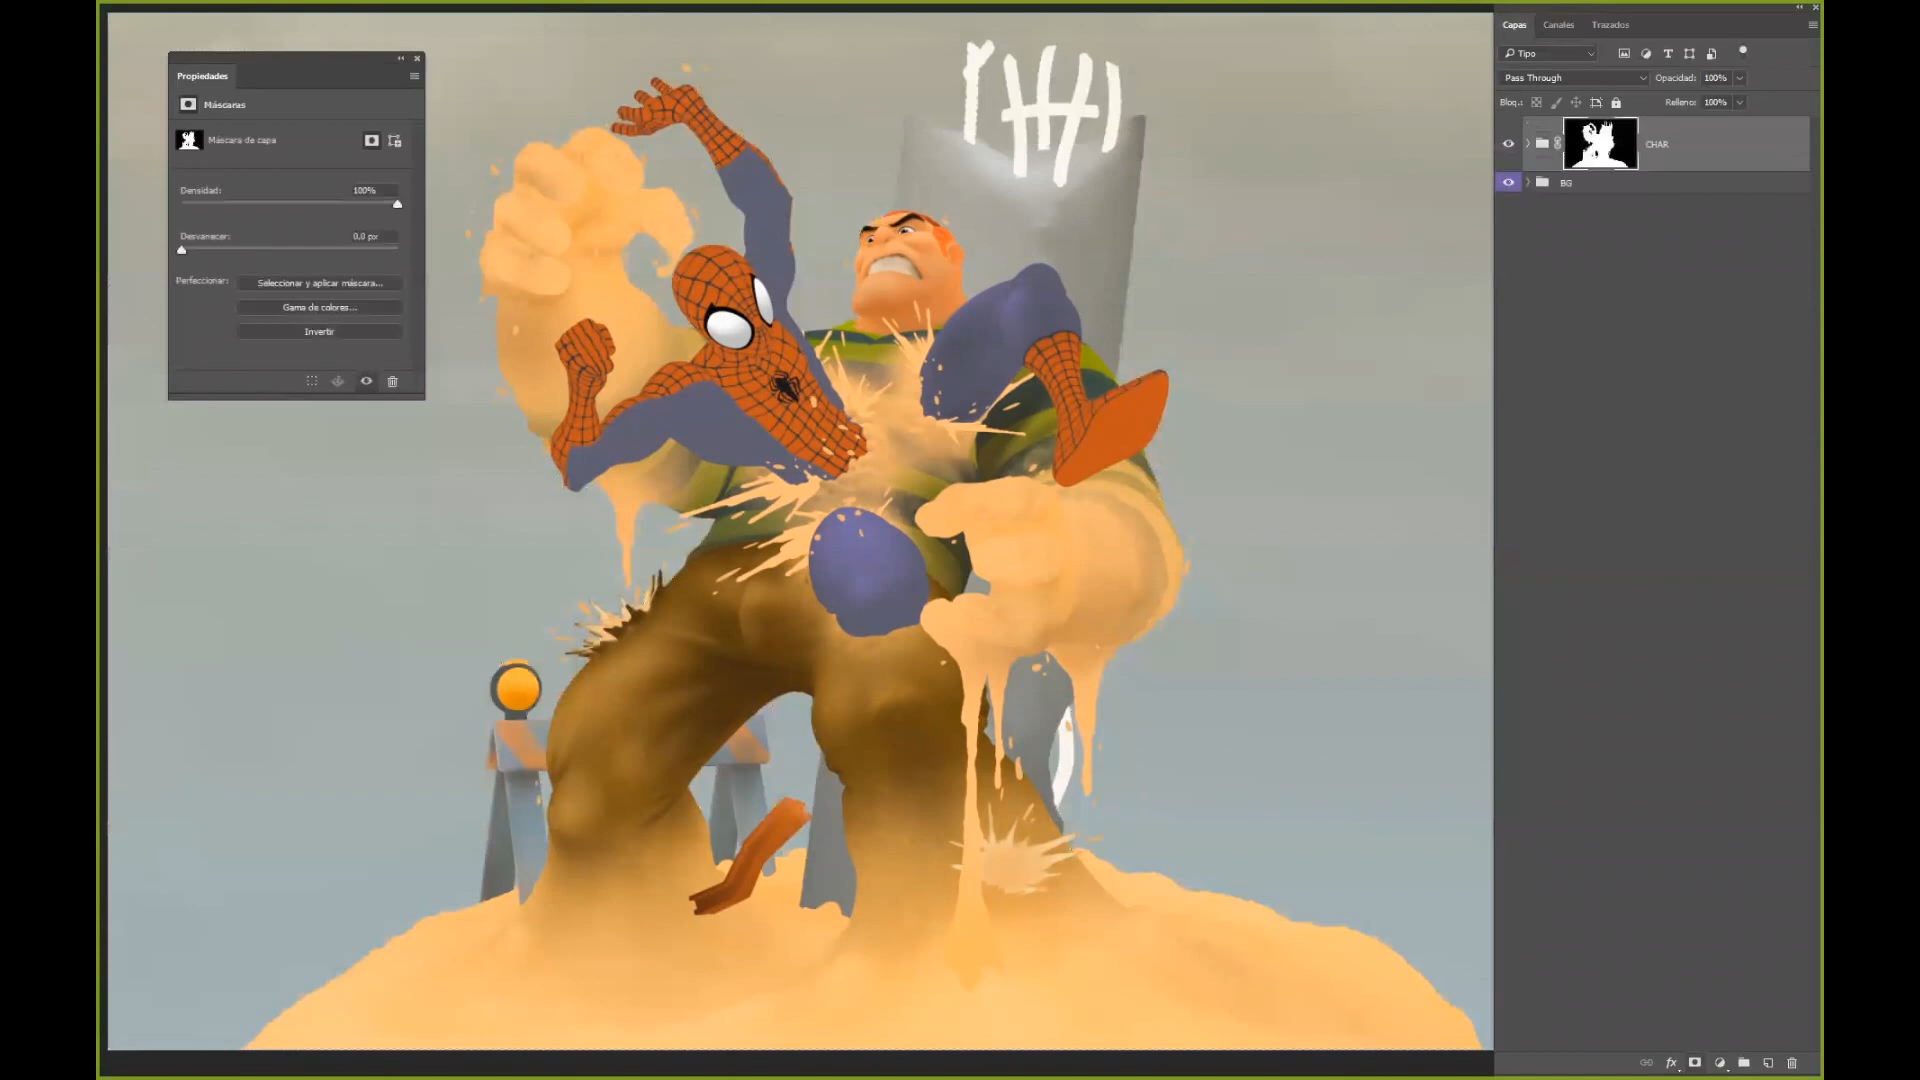 Propiedades
Máscaras
Máscara de capa
Densidad: 100%
Desvanecer: 0,0 px
Perfeccionar: Seleccionar y aplicar máscara...
Gama de colores...
Invertir
Capas Canales Trazados
Tipo
Pass Through Opacidad: 100%
Bloq.: Relleno: 100%
CHAR
BG
fx